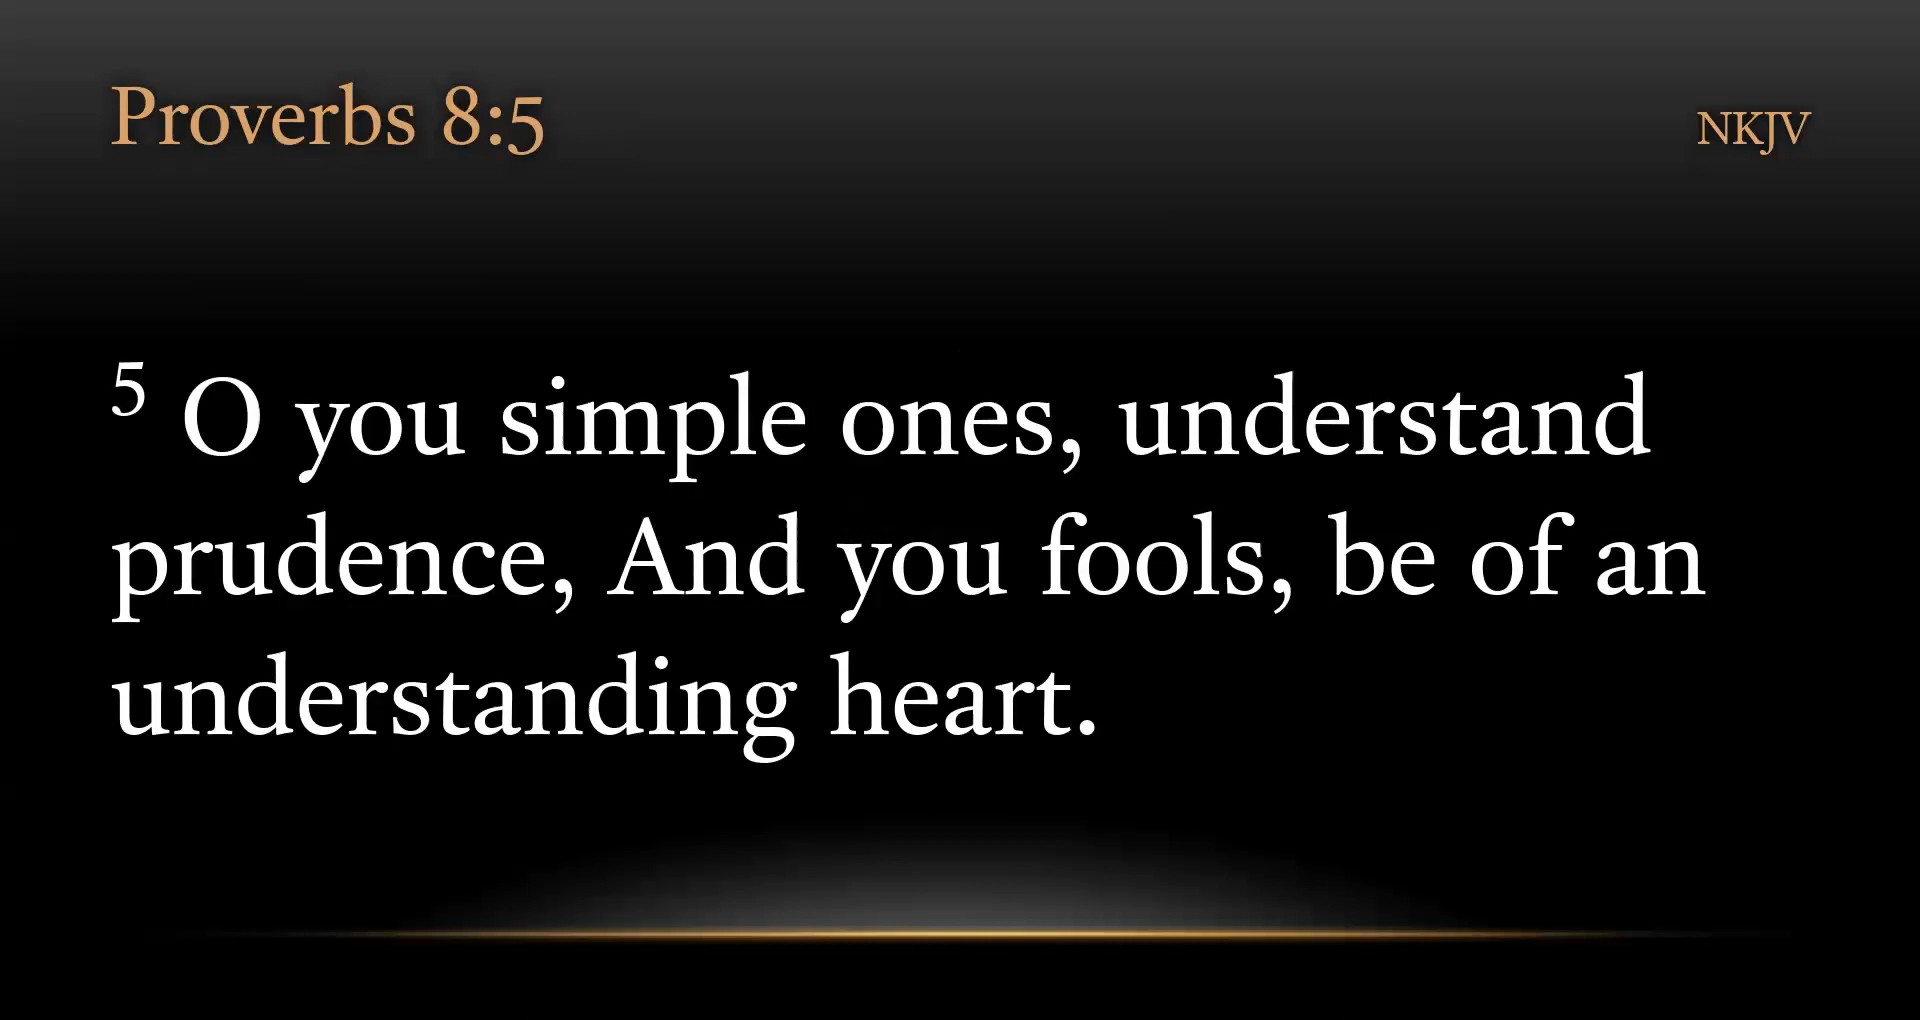 Proverbs 8:5
NKJV
5 O you simple ones, understand
prudence, And you fools, be of an
understanding heart.